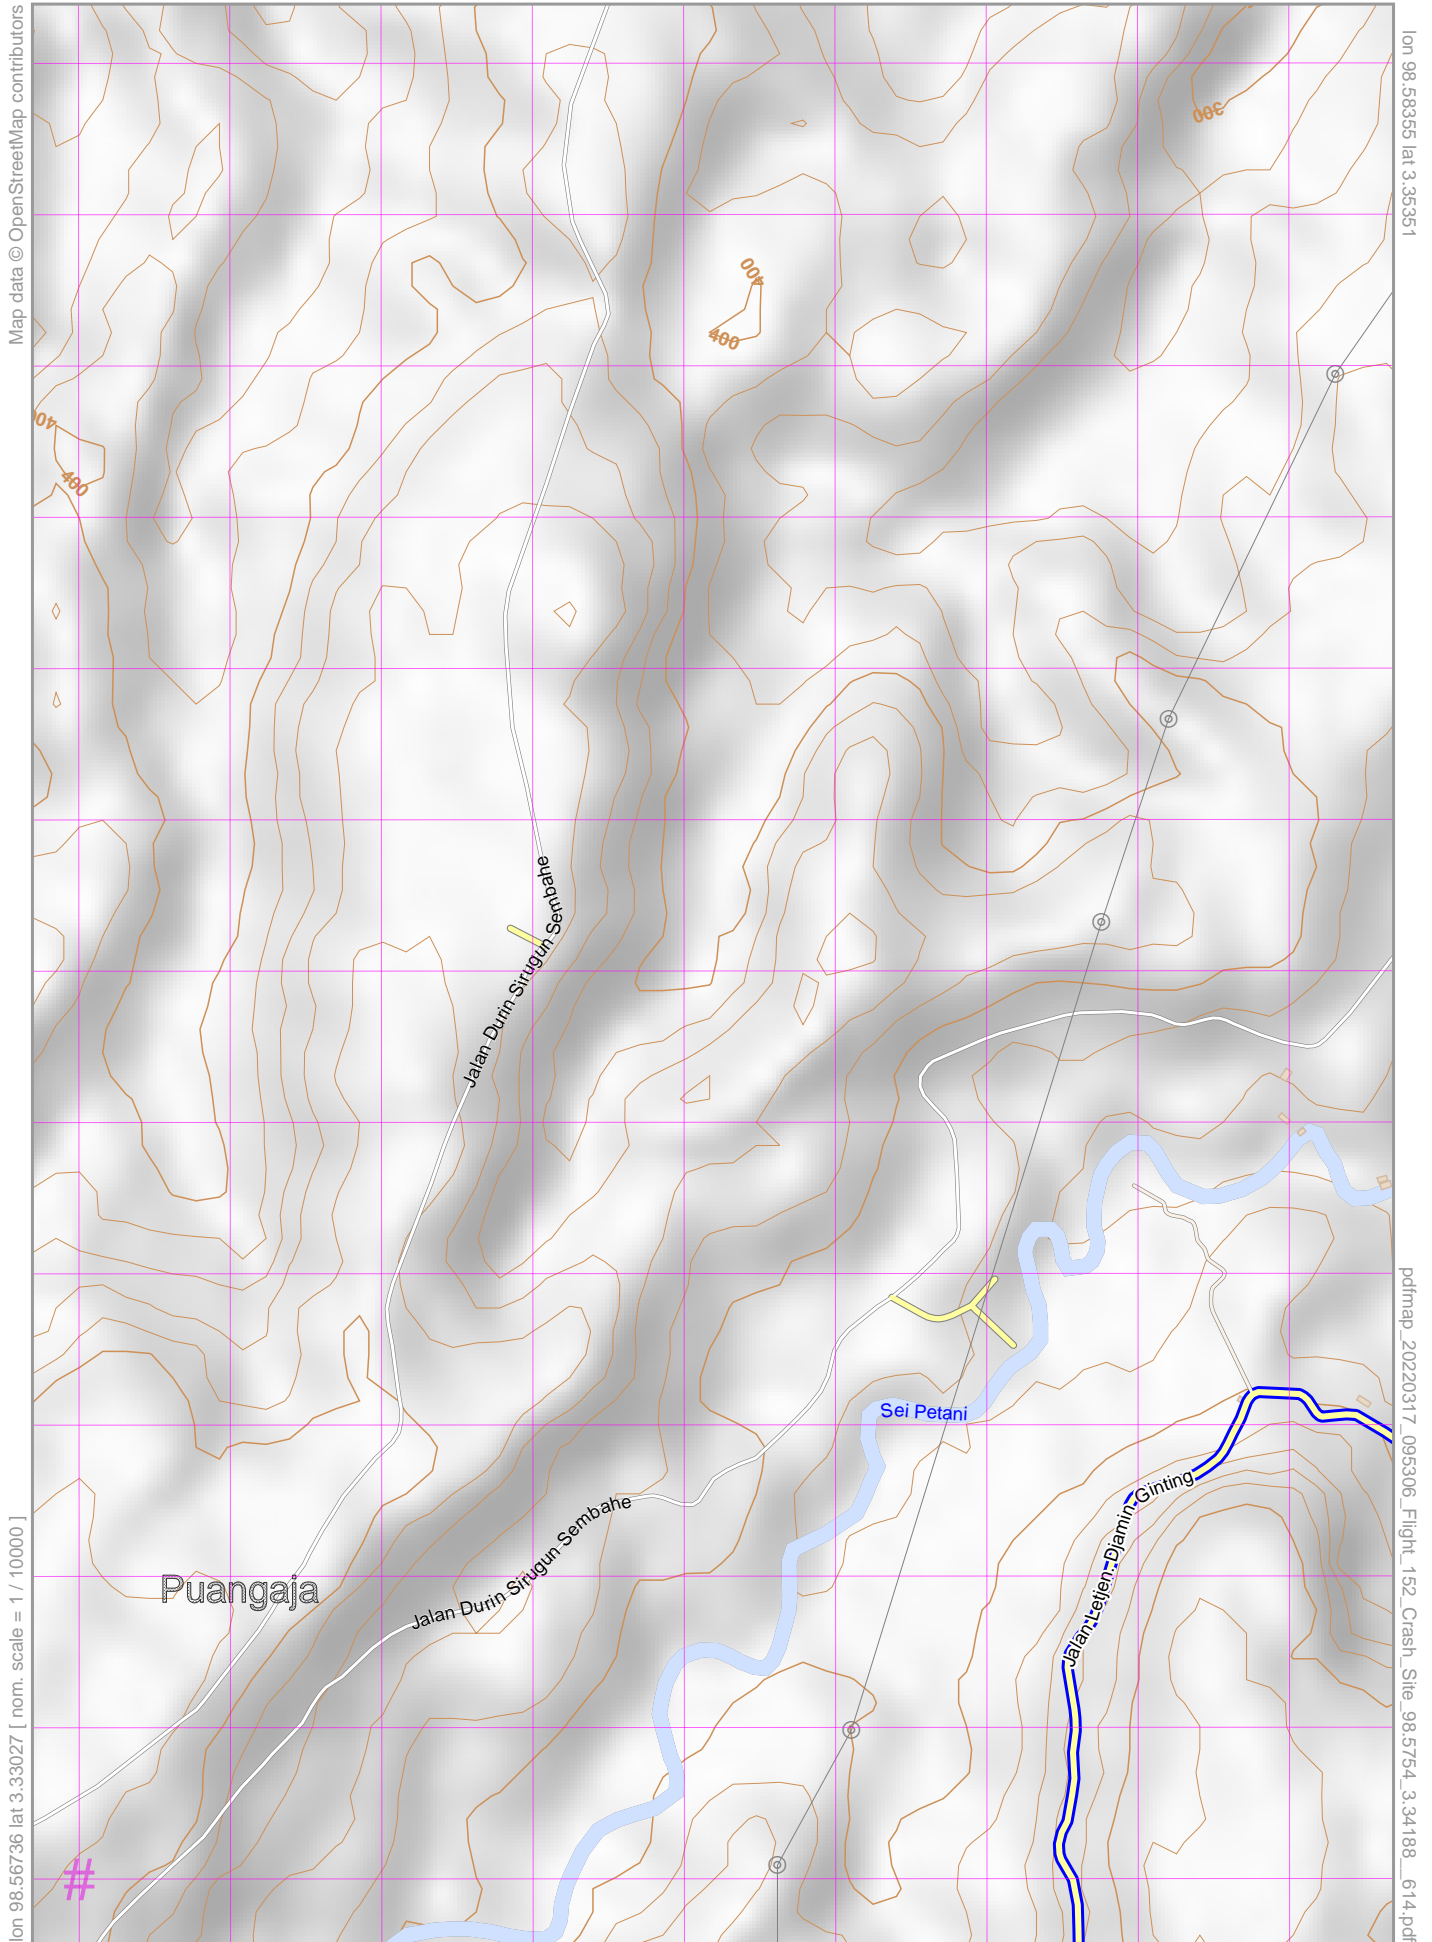 Map data © OpenStreetMap contributors
lon 98.58355 lat 3.35351
300
400
400
400
400
Jalan Durin Sirugun Sembahe
Sei Petani
Jalan Letjen. Djamin Ginting
Jalan Durin Sirugun Sembahe
Puangaja
#
lon 98.56736 lat 3.33027 [ nom. scale = 1 / 10000 ]
pdfmap_20220317_095306_Flight_152_Crash_Site_98.5754_3.34188__614.pdf